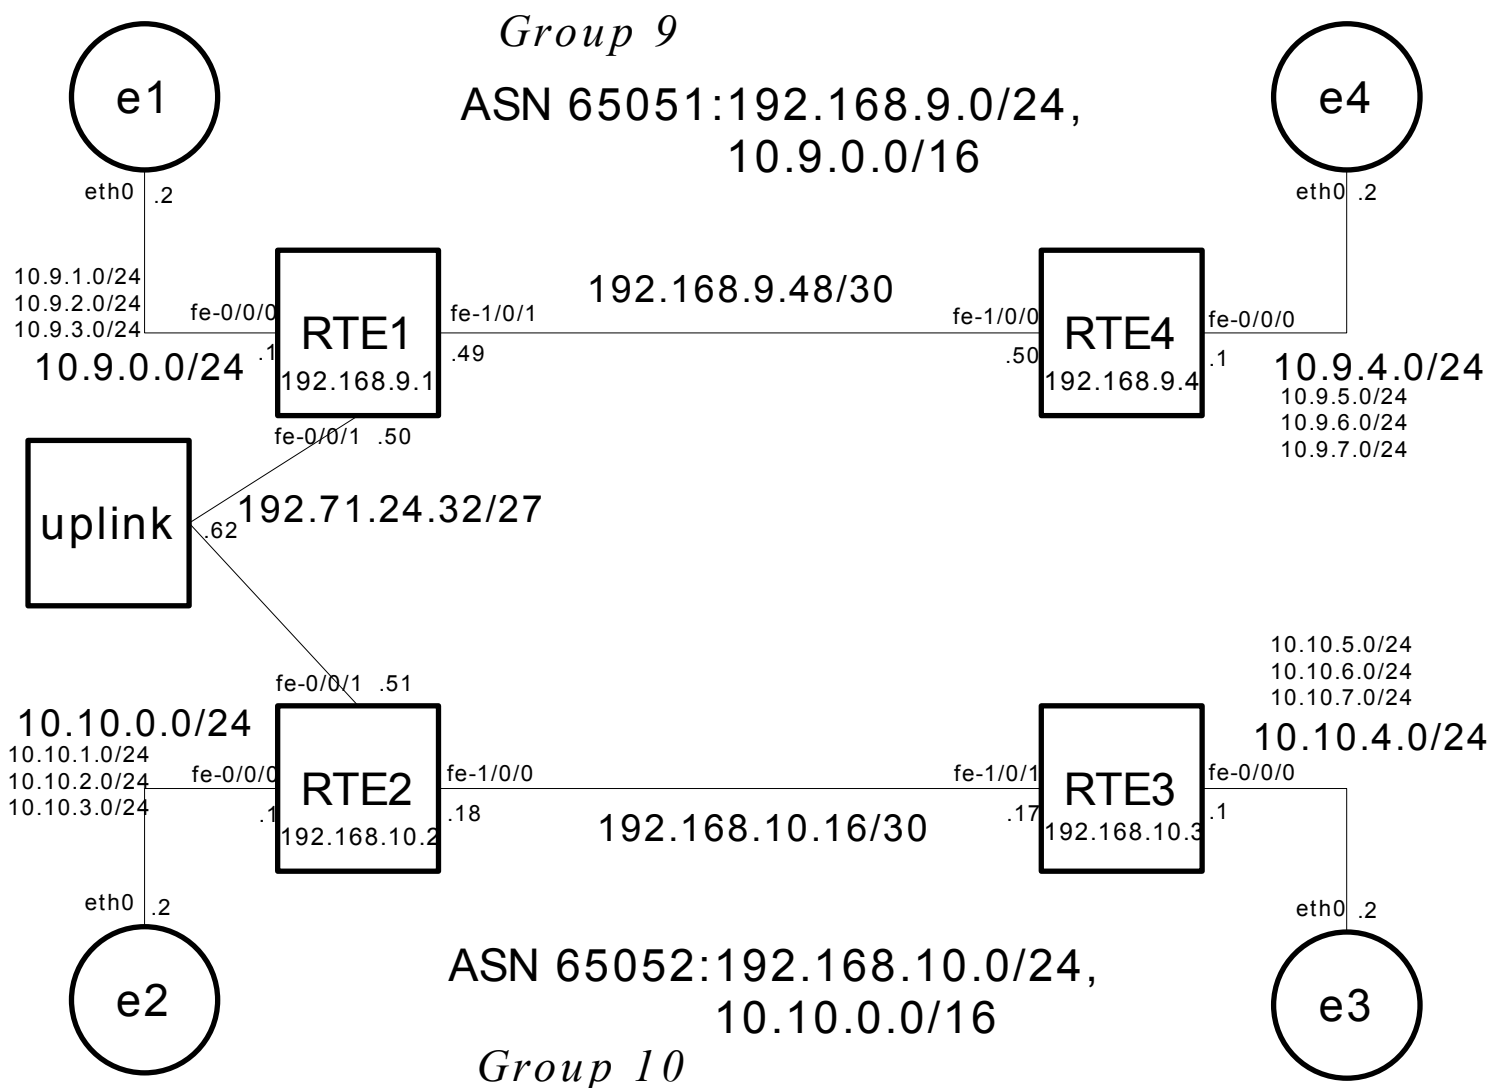 Group 9
e1
e4
ASN 65051:192.168.9.0/24,
10.9.0.0/16
eth0 .2
eth0 .2
10.9.1.0/24
10.9.2.0/24
10.9.3.0/24
10.9.0.0/24
fe-0/0/0
.1
RTE1
192.168.9.1
fe-1/0/1
.49
192.168.9.48/30
fe-1/0/0
.50
RTE4
192.168.9.4
fe-0/0/0
.1
10.9.4.0/24
10.9.5.0/24
10.9.6.0/24
10.9.7.0/24
fe-0/0/1 .50
uplink
.62
192.71.24.32/27
fe-0/0/1 .51
10.10.0.0/24
10.10.1.0/24
10.10.2.0/24
10.10.3.0/24
fe-0/0/0
.1
RTE2
192.168.10.2
fe-1/0/0
.18
192.168.10.16/30
fe-1/0/1
.17
RTE3
192.168.10.3
10.10.5.0/24
10.10.6.0/24
10.10.7.0/24
10.10.4.0/24
fe-0/0/0
.1
eth0 .2
eth0 .2
e2
e3
ASN 65052:192.168.10.0/24,
10.10.0.0/16
Group 10